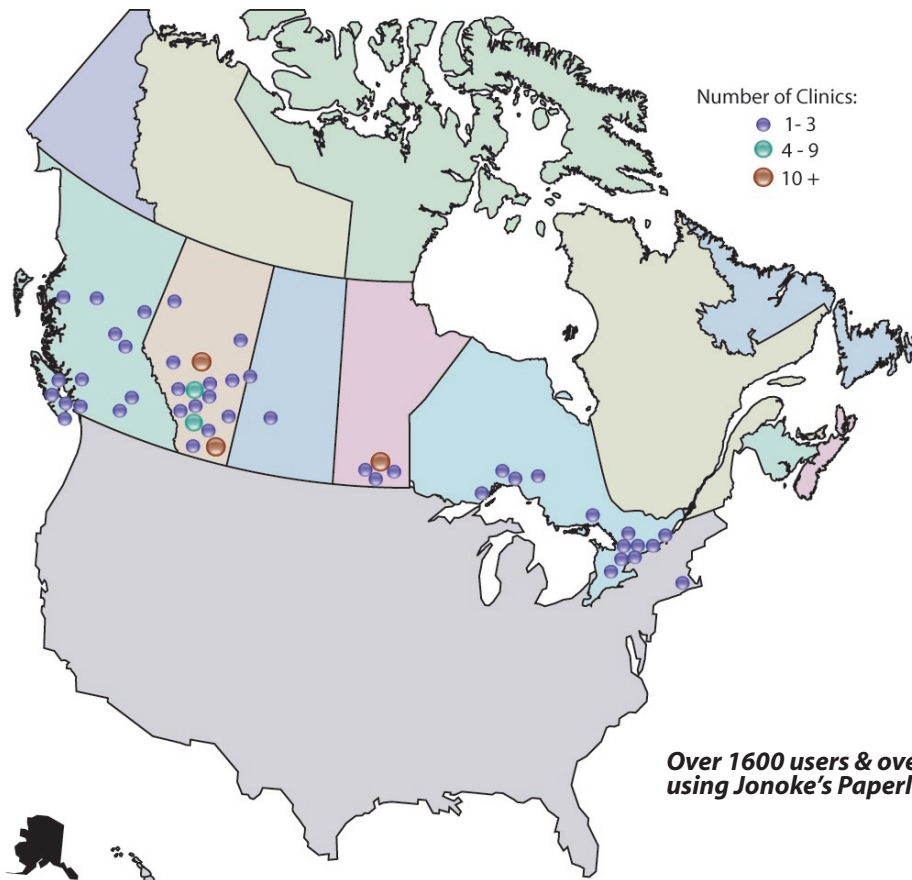 Number of Clinics:
1 - 3
4 - 9
10 +
Over 1600 users & ove
using Jonoke's Paperl